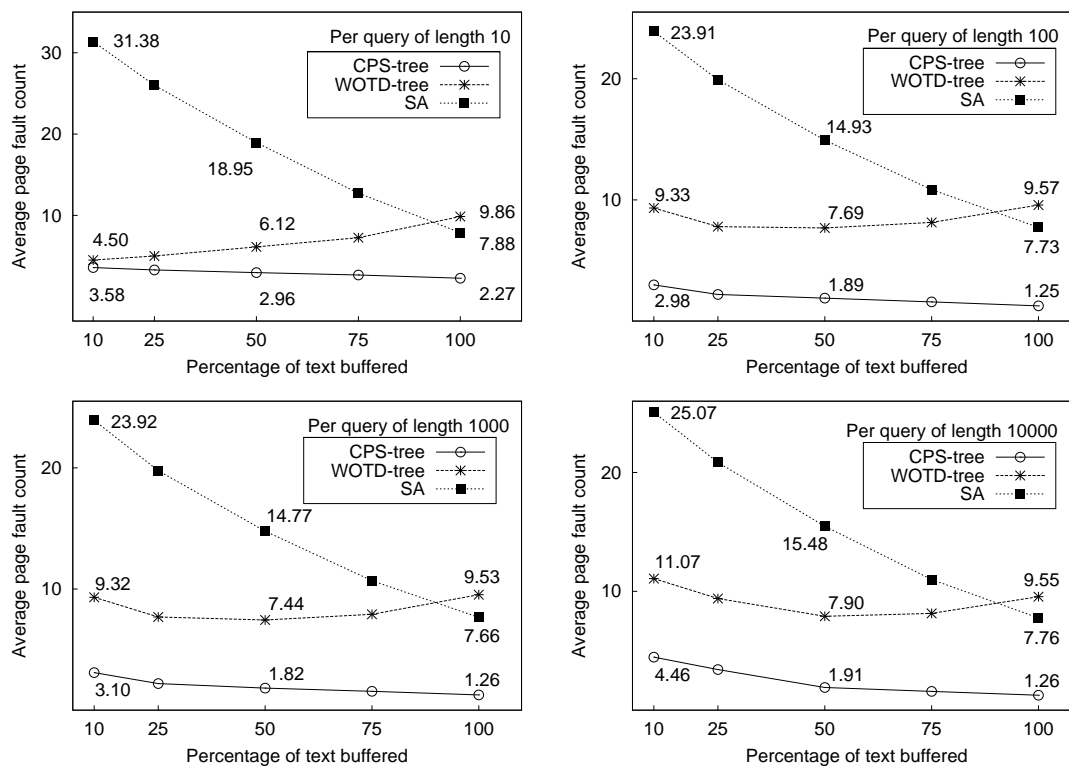 Average page fault count
30
20
10
Per query of length 10
CPS-tree
WOTD-tree
SA
31.38
18.95
4.50
6.12
9.86
7.88
3.58
2.96
2.27
10 25 50 75 100
Percentage of text buffered
Average page fault count
20
10
Per query of length 100
CPS-tree
WOTD-tree
SA
23.91
14.93
9.33
7.69
9.57
7.73
2.98
1.89
1.25
10 25 50 75 100
Percentage of text buffered
Average page fault count
20
10
Per query of length 1000
CPS-tree
WOTD-tree
SA
23.92
14.77
9.32
7.44
9.53
7.66
3.10
1.82
1.26
10 25 50 75 100
Percentage of text buffered
Average page fault count
20
10
Per query of length 10000
CPS-tree
WOTD-tree
SA
25.07
15.48
11.07
7.90
9.55
7.76
4.46
1.91
1.26
10 25 50 75 100
Percentage of text buffered